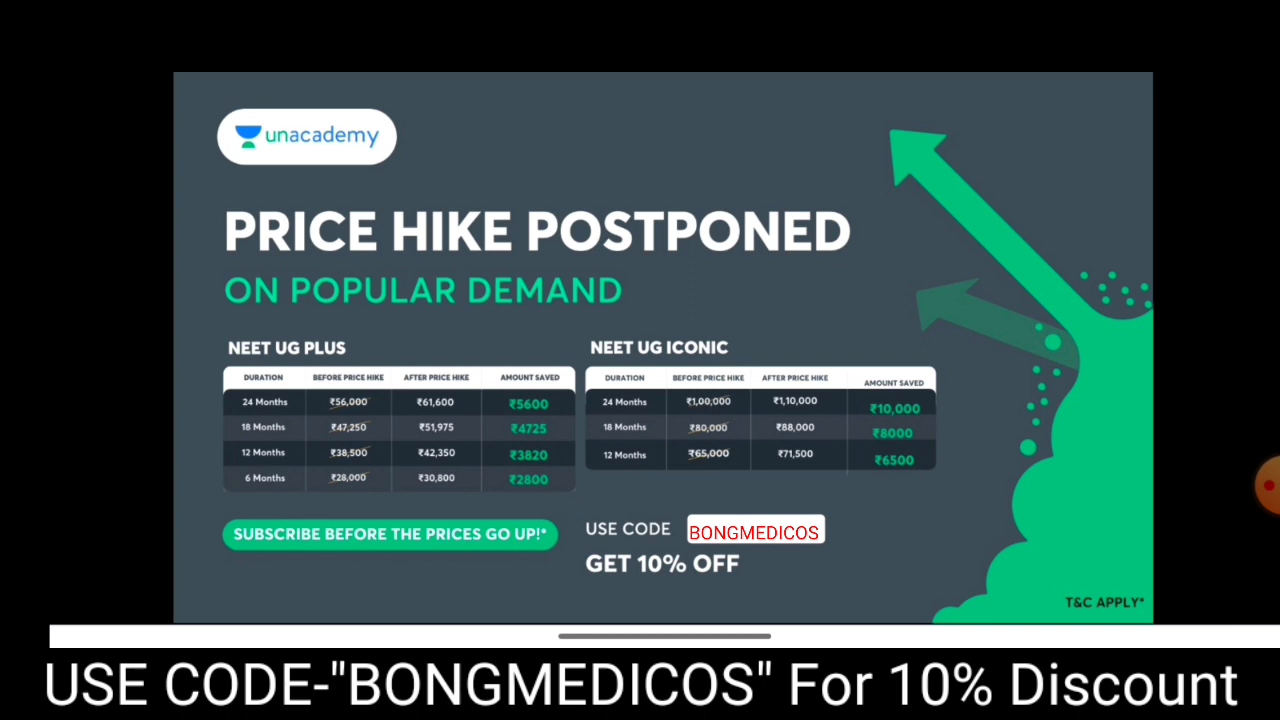 unacademy
PRICE HIKE POSTPONED
ON POPULAR DEMAND
NEET UG PLUS
DURATION BEFORE PRICE HIKE AFTER PRICE HIKE AMOUNT SAVED
24 Months ₹56,000 ₹61,600 ₹5600
18 Months ₹47,250 ₹51,975 ₹4725
12 Months ₹38,500 ₹42,350 ₹3820
6 Months ₹28,000 ₹30,800 ₹2800
NEET UG ICONIC
DURATION BEFORE PRICE HIKE AFTER PRICE HIKE AMOUNT SAVED
24 Months ₹1,00,000 ₹1,10,000 ₹10,000
18 Months ₹80,000 ₹88,000 ₹8000
12 Months ₹65,000 ₹71,500 ₹6500
SUBSCRIBE BEFORE THE PRICES GO UP!*
USE CODE BONGMEDICOS
GET 10% OFF
T&C APPLY*
USE CODE-"BONGMEDICOS" For 10% Discount